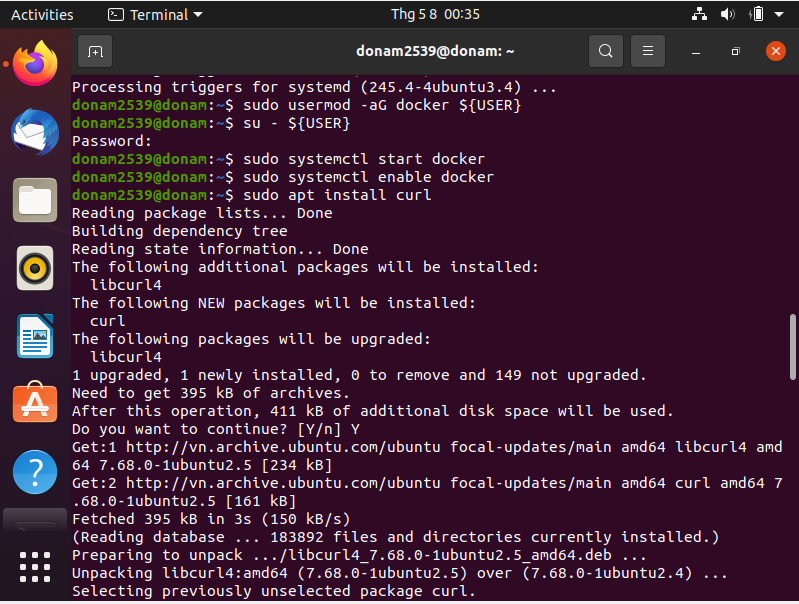 Activities
Terminal
Thg 5 8 00:35
donam2539@donam: ~
Processing triggers for systemd (245.4-4ubuntu3.4) ...
donam2539@donam:~$ sudo usermod -aG docker ${USER}
donam2539@donam:~$ su - ${USER}
Password:
donam2539@donam:~$ sudo systemctl start docker
donam2539@donam:~$ sudo systemctl enable docker
donam2539@donam:~$ sudo apt install curl
Reading package lists... Done
Building dependency tree
Reading state information... Done
The following additional packages will be installed:
libcurl4
The following NEW packages will be installed:
curl
The following packages will be upgraded:
libcurl4
1 upgraded, 1 newly installed, 0 to remove and 149 not upgraded.
Need to get 395 kB of archives.
After this operation, 411 kB of additional disk space will be used.
Do you want to continue? [Y/n] Y
Get:1 http://vn.archive.ubuntu.com/ubuntu focal-updates/main amd64 libcurl4 amd
64 7.68.0-1ubuntu2.5 [234 kB]
Get:2 http://vn.archive.ubuntu.com/ubuntu focal-updates/main amd64 curl amd64 7
.68.0-1ubuntu2.5 [161 kB]
Fetched 395 kB in 3s (150 kB/s)
(Reading database ... 183892 files and directories currently installed.)
Preparing to unpack .../libcurl4_7.68.0-1ubuntu2.5_amd64.deb ...
Unpacking libcurl4:amd64 (7.68.0-1ubuntu2.5) over (7.68.0-1ubuntu2.4) ...
Selecting previously unselected package curl.